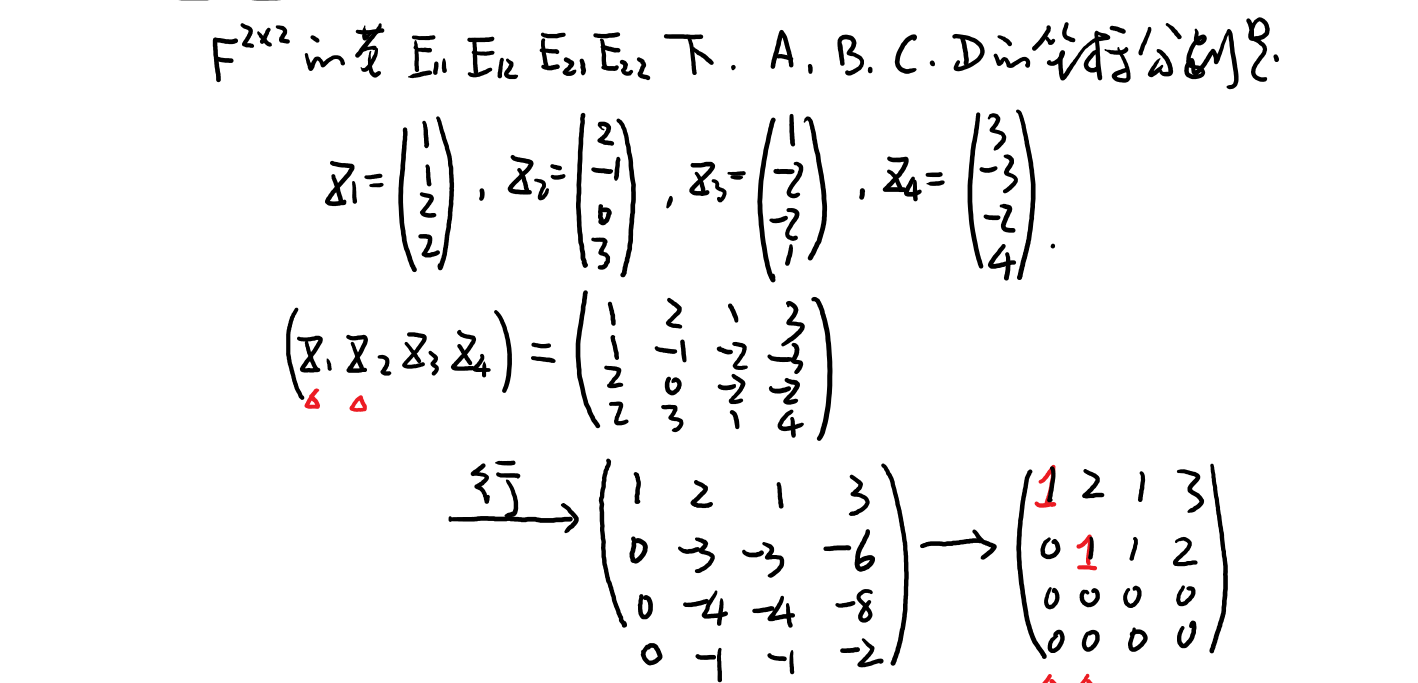 F^{2×2} 的基 E_{11} E_{12} E_{21} E_{22} 下. A. B. C. D 的坐标分别是.
X_1 = \begin{pmatrix} 1 \\ 1 \\ 2 \\ 2 \end{pmatrix}, X_2 = \begin{pmatrix} 2 \\ -1 \\ 0 \\ 3 \end{pmatrix}, X_3 = \begin{pmatrix} 1 \\ -2 \\ -2 \\ 1 \end{pmatrix}, X_4 = \begin{pmatrix} 3 \\ -3 \\ -2 \\ 4 \end{pmatrix}.
(X_1 X_2 X_3 X_4) = \begin{pmatrix} 1 & 2 & 1 & 3 \\ 1 & -1 & -2 & -3 \\ 2 & 0 & -2 & -2 \\ 2 & 3 & 1 & 4 \end{pmatrix}
行→ \begin{pmatrix} 1 & 2 & 1 & 3 \\ 0 & -3 & -3 & -6 \\ 0 & -4 & -4 & -8 \\ 0 & -1 & -1 & -2 \end{pmatrix} → \begin{pmatrix} 1 & 2 & 1 & 3 \\ 0 & 1 & 1 & 2 \\ 0 & 0 & 0 & 0 \\ 0 & 0 & 0 & 0 \end{pmatrix}